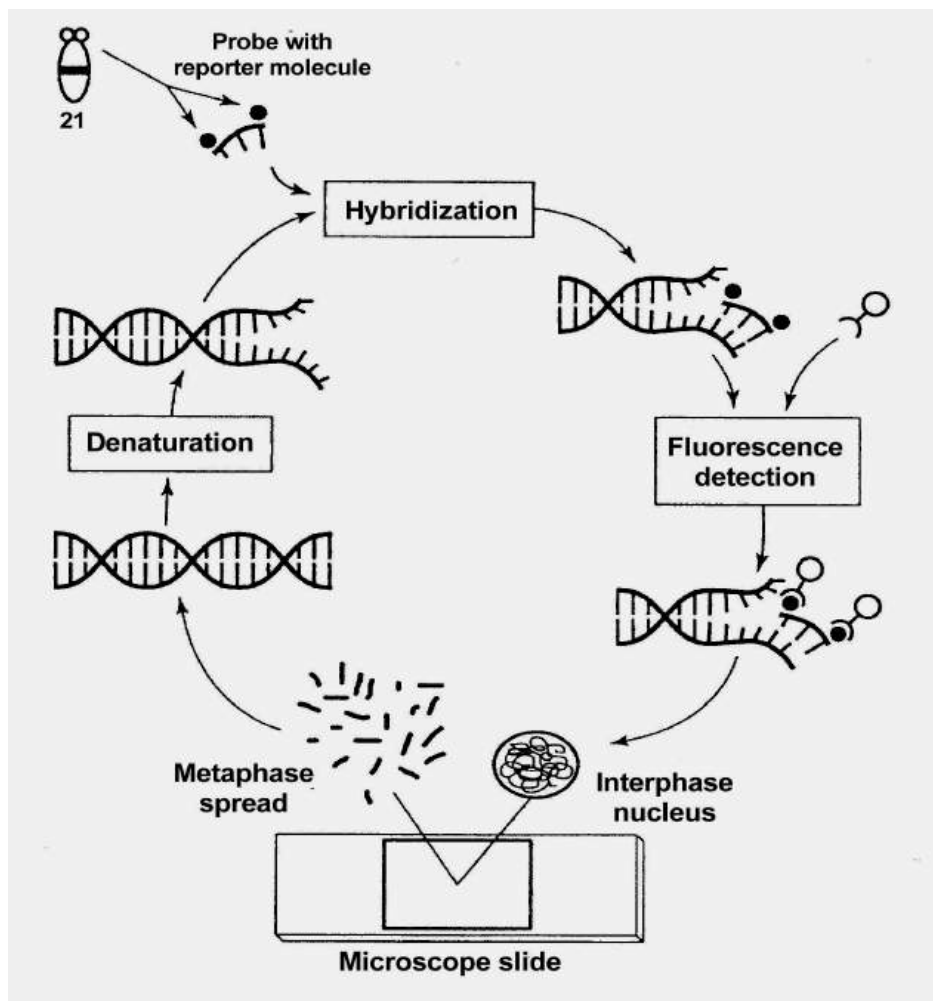 Probe with
reporter molecule
21
Hybridization
Denaturation
Fluorescence
detection
Metaphase
spread
Interphase
nucleus
Microscope slide